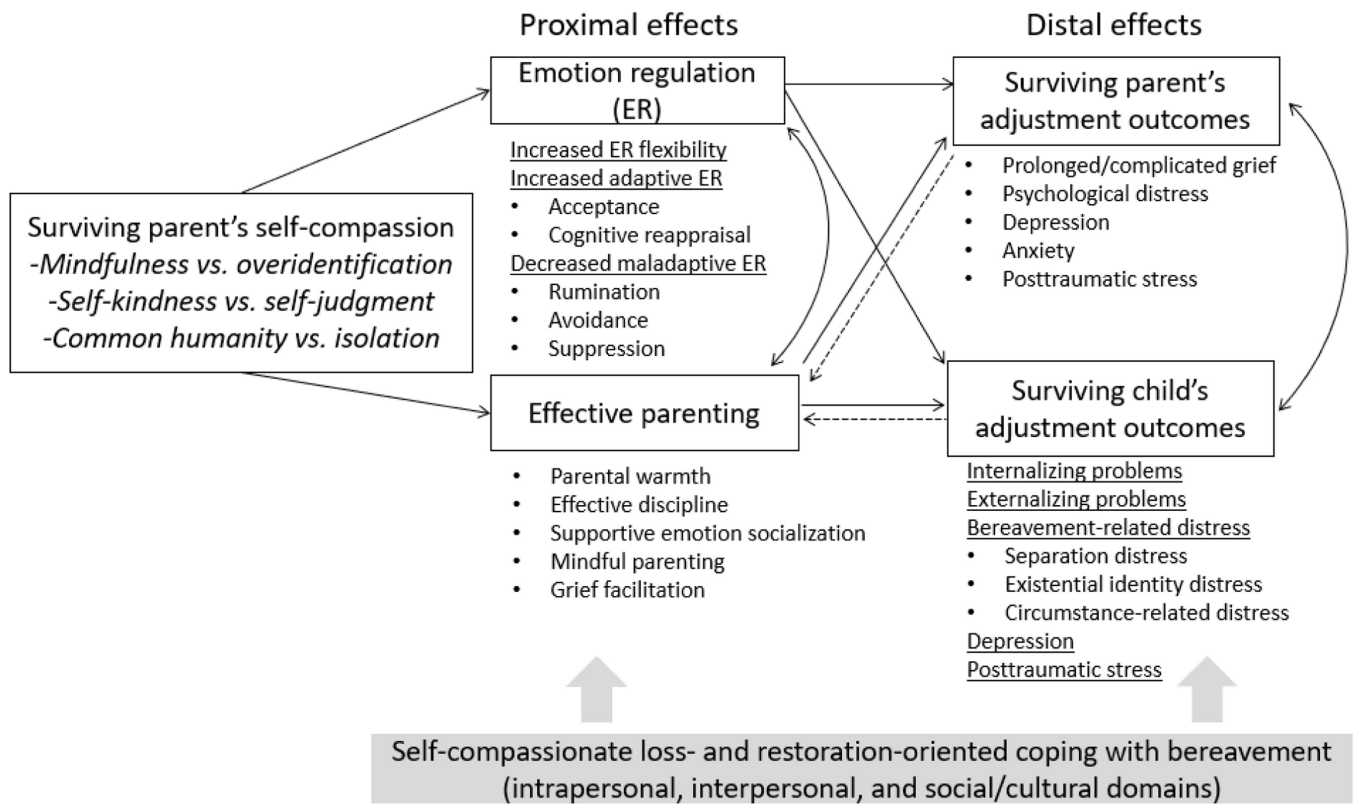 Proximal effects
Distal effects
Emotion regulation
(ER)
Increased ER flexibility
Increased adaptive ER
• Acceptance
• Cognitive reappraisal
Decreased maladaptive ER
• Rumination
• Avoidance
• Suppression
Surviving parent's self-compassion
-Mindfulness vs. overidentification
-Self-kindness vs. self-judgment
-Common humanity vs. isolation
Effective parenting
• Parental warmth
• Effective discipline
• Supportive emotion socialization
• Mindful parenting
• Grief facilitation
Surviving parent's
adjustment outcomes
• Prolonged/complicated grief
• Psychological distress
• Depression
• Anxiety
• Posttraumatic stress
Surviving child's
adjustment outcomes
Internalizing problems
Externalizing problems
Bereavement-related distress
• Separation distress
• Existential identity distress
• Circumstance-related distress
Depression
Posttraumatic stress
Self-compassionate loss- and restoration-oriented coping with bereavement
(intrapersonal, interpersonal, and social/cultural domains)